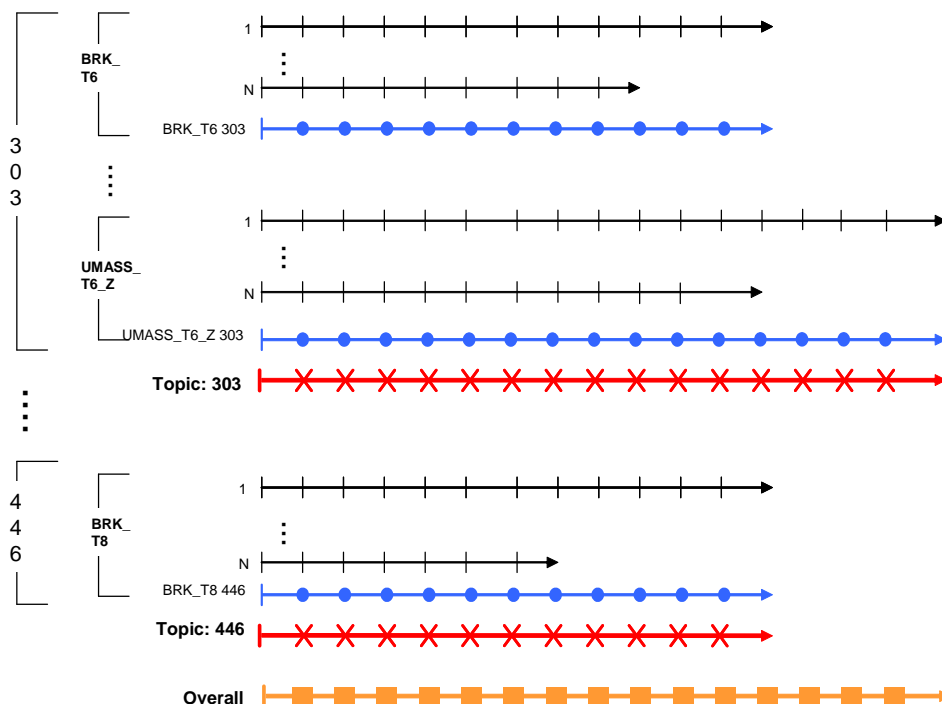 1
BRK_
T6
N
BRK_T6 303
3
0
3
1
UMASS_
T6_Z
N
UMASS_T6_Z 303
Topic: 303
1
4
4
6
BRK_
T8
N
BRK_T8 446
Topic: 446
Overall